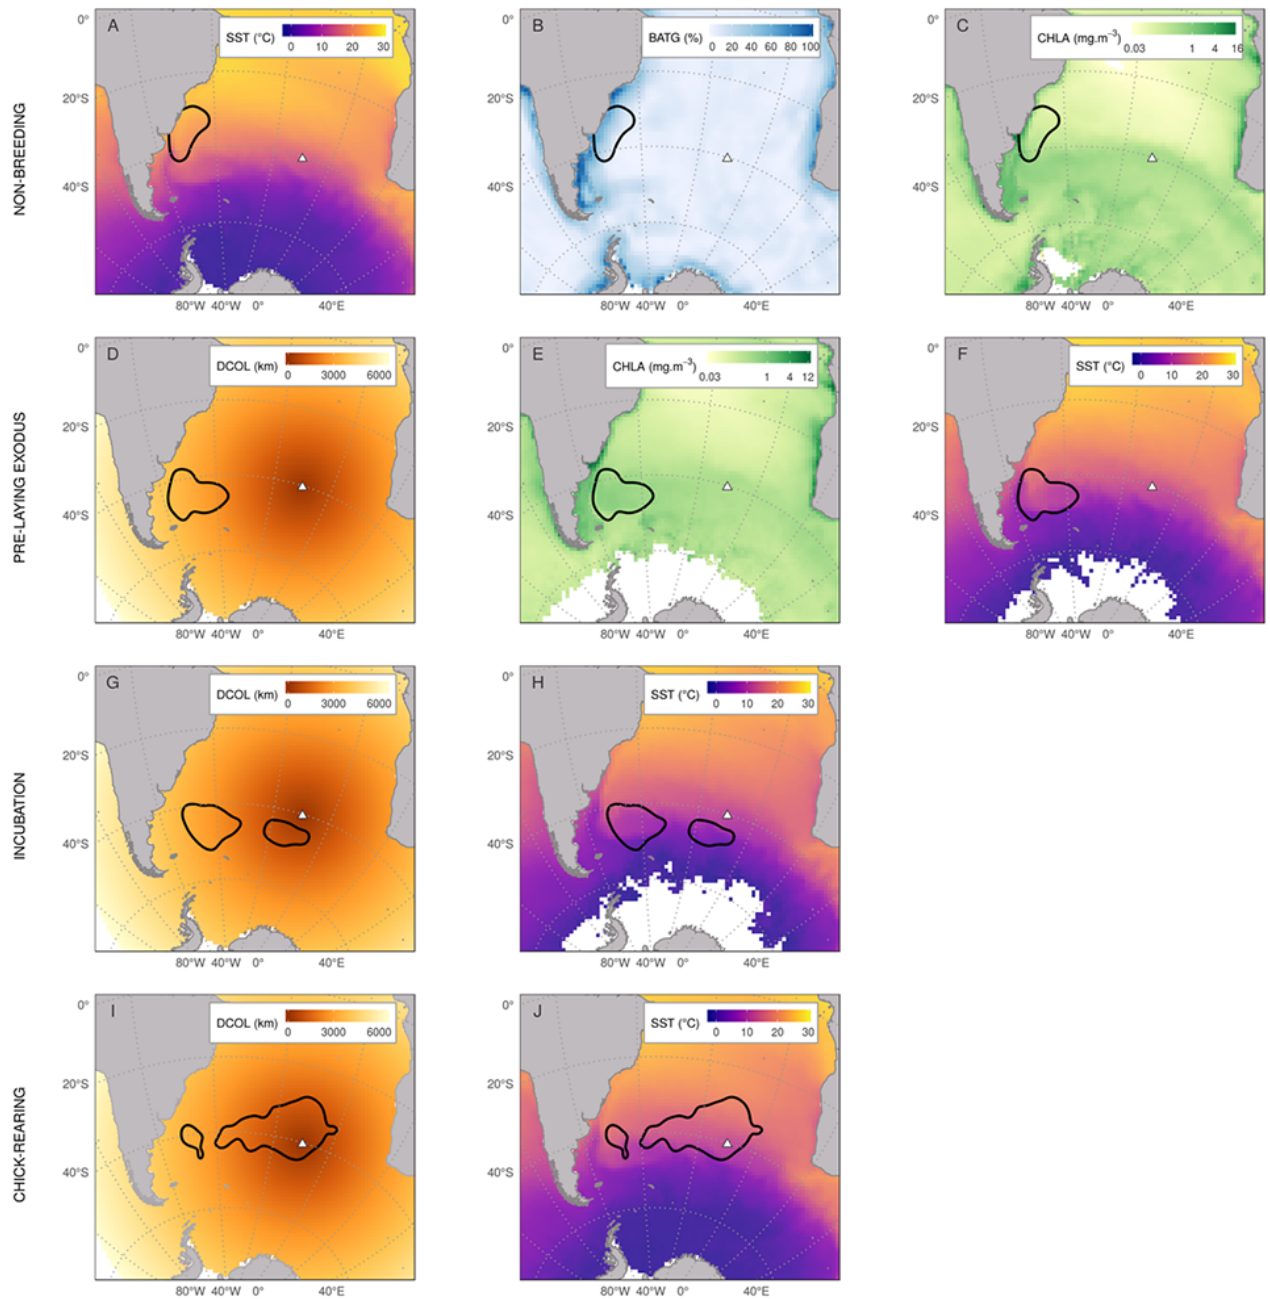 NON-BREEDING
A
SST (°C)
0 10 20 30
0°
20°S
40°S
80°W 40°W 0° 40°E
B
BATG (%)
0 20 40 60 80 100
0°
20°S
40°S
80°W 40°W 0° 40°E
C
CHLA (mg.m⁻³)
0.03 1 4 16
0°
20°S
40°S
80°W 40°W 0° 40°E
PRE-LAYING EXODUS
D
DCOL (km)
0 3000 6000
0°
20°S
40°S
80°W 40°W 0° 40°E
E
CHLA (mg.m⁻³)
0.03 1 4 12
0°
20°S
40°S
80°W 40°W 0° 40°E
F
SST (°C)
0 10 20 30
0°
20°S
40°S
80°W 40°W 0° 40°E
INCUBATION
G
DCOL (km)
0 3000 6000
0°
20°S
40°S
80°W 40°W 0° 40°E
H
SST (°C)
0 10 20 30
0°
20°S
40°S
80°W 40°W 0° 40°E
CHICK-REARING
I
DCOL (km)
0 3000 6000
0°
20°S
40°S
80°W 40°W 0° 40°E
J
SST (°C)
0 10 20 30
0°
20°S
40°S
80°W 40°W 0° 40°E